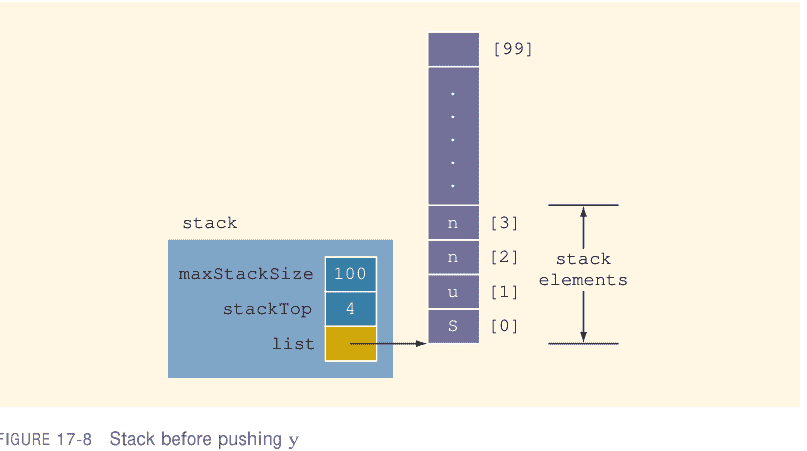 [99]
.
.
.
.
.
stack
n [3]
n [2]
u [1]
S [0]
stack
elements
maxStackSize 100
stackTop 4
list
FIGURE 17-8 Stack before pushing y